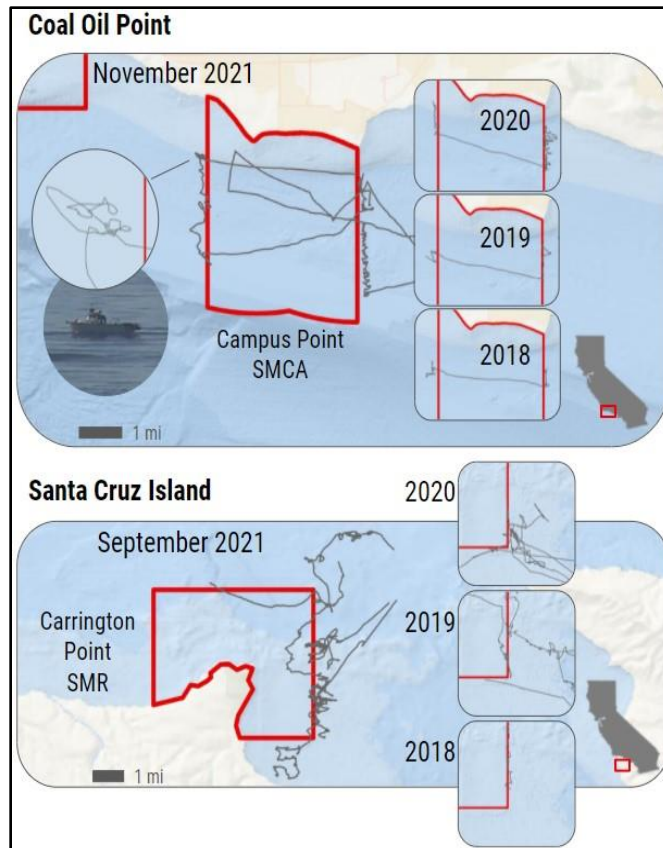 Coal Oil Point
November 2021
2020
2019
2018
Campus Point
SMCA
1 mi
Santa Cruz Island
2020
September 2021
2019
Carrington
Point
SMR
2018
1 mi